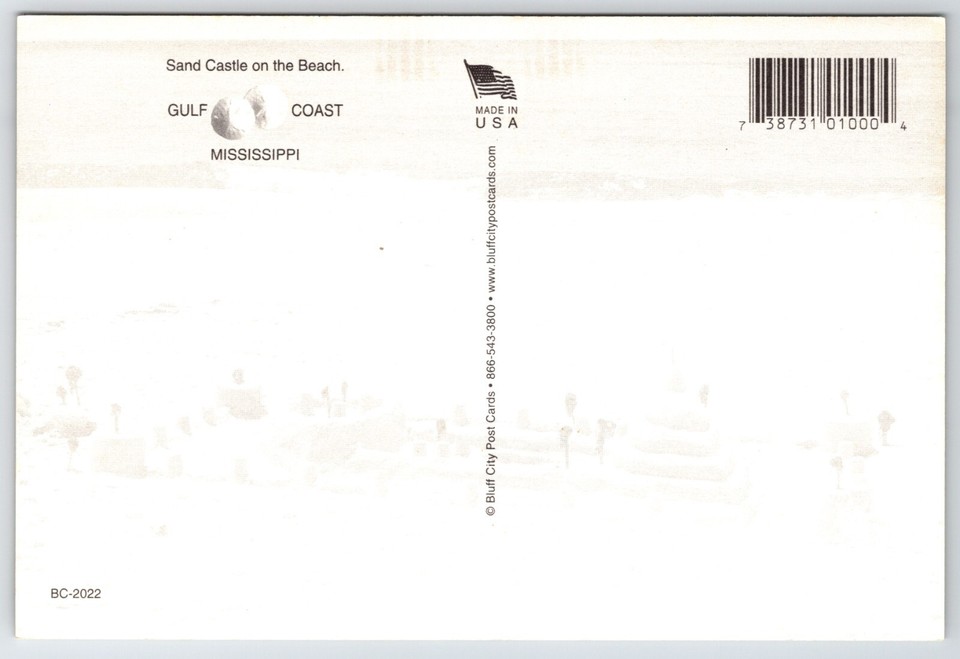 Sand Castle on the Beach.
GULF COAST
MISSISSIPPI
MADE IN
USA
7 38731 01000 4
© Bluff City Post Cards • 866-543-3800 • www.bluffcitypostcards.com
BC-2022